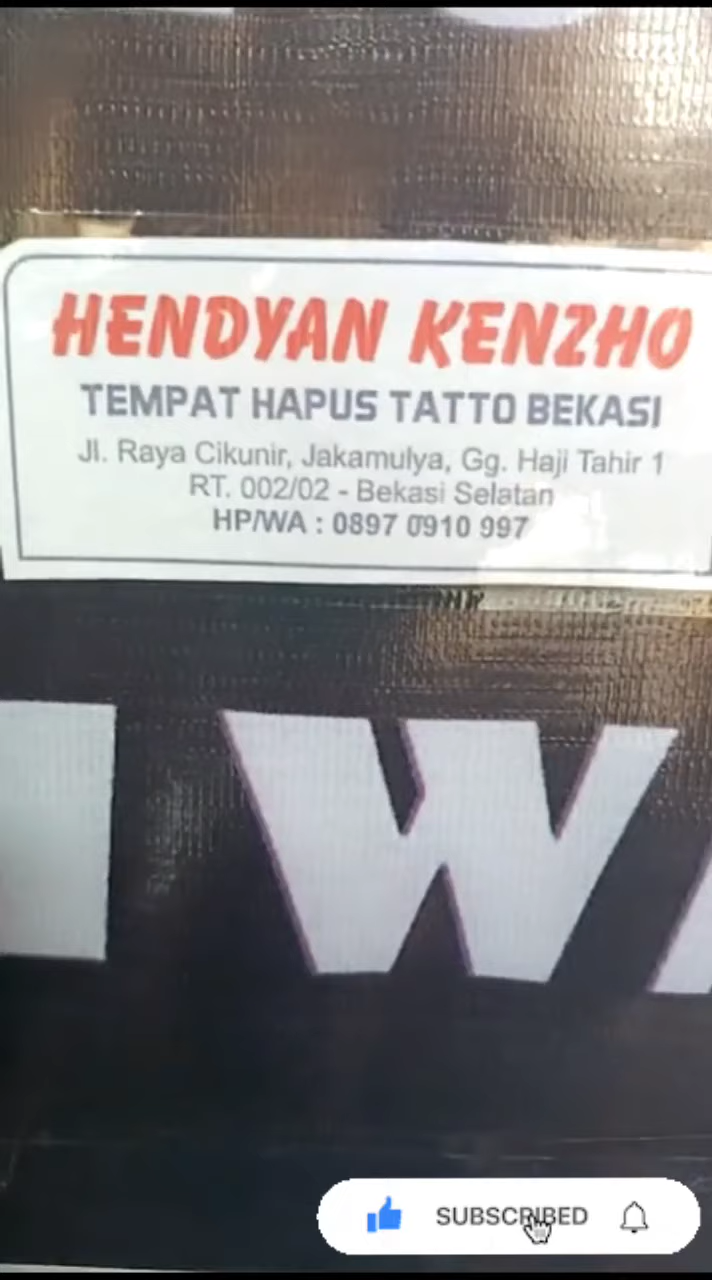 HENDYAN KENZHO
TEMPAT HAPUS TATTO BEKASI
Jl. Raya Cikunir, Jakamulya, Gg. Haji Tahir 1
RT. 002/02 - Bekasi Selatan
HP/WA : 0897 0910 997
W
SUBSCRIBED